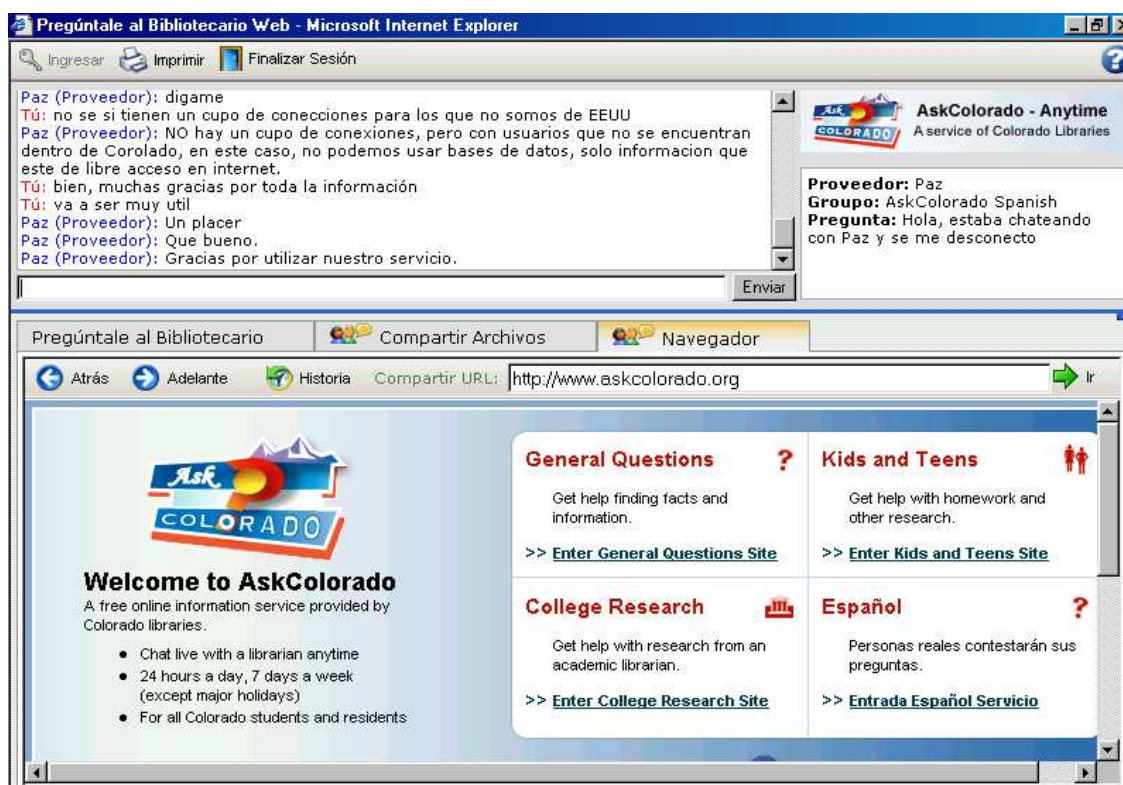 Pregúntale al Bibliotecario Web - Microsoft Internet Explorer
Ingresar Imprimir Finalizar Sesión
Paz (Proveedor): digame
Tú: no se si tienen un cupo de conecciones para los que no somos de EEUU
Paz (Proveedor): NO hay un cupo de conexiones, pero con usuarios que no se encuentran
dentro de Corolado, en este caso, no podemos usar bases de datos, solo informacion que
este de libre acceso en internet.
Tú: bien, muchas gracias por toda la información
Tú: va a ser muy util
Paz (Proveedor): Un placer
Paz (Proveedor): Que bueno.
Paz (Proveedor): Gracias por utilizar nuestro servicio.
Enviar
Ask
COLORADO
AskColorado - Anytime
A service of Colorado Libraries
Proveedor: Paz
Groupo: AskColorado Spanish
Pregunta: Hola, estaba chateando
con Paz y se me desconecto
Pregúntale al Bibliotecario Compartir Archivos Navegador
Atrás Adelante Historia Compartir URL: http://www.askcolorado.org Ir
Ask
COLORADO
Welcome to AskColorado
A free online information service provided by
Colorado libraries.
Chat live with a librarian anytime
24 hours a day, 7 days a week
(except major holidays)
For all Colorado students and residents
General Questions ?
Get help finding facts and
information.
>> Enter General Questions Site
Kids and Teens
Get help with homework and
other research.
>> Enter Kids and Teens Site
College Research
Get help with research from an
academic librarian.
>> Enter College Research Site
Español ?
Personas reales contestarán sus
preguntas.
>> Entrada Español Servicio